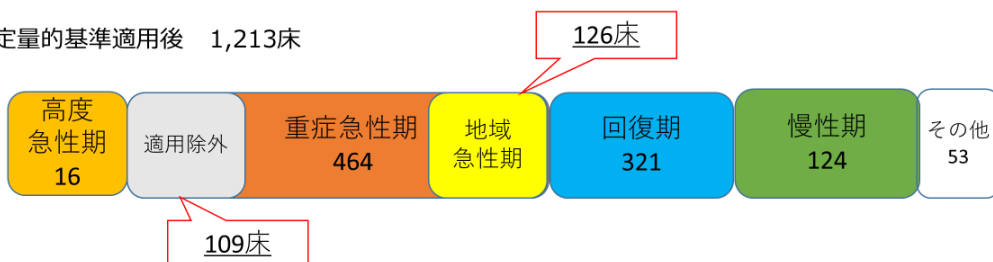 定量的基準適用後 1,213床
126床
高度
急性期
16
適用除外
重症急性期
464
地域
急性期
回復期
321
慢性期
124
その他
53
109床